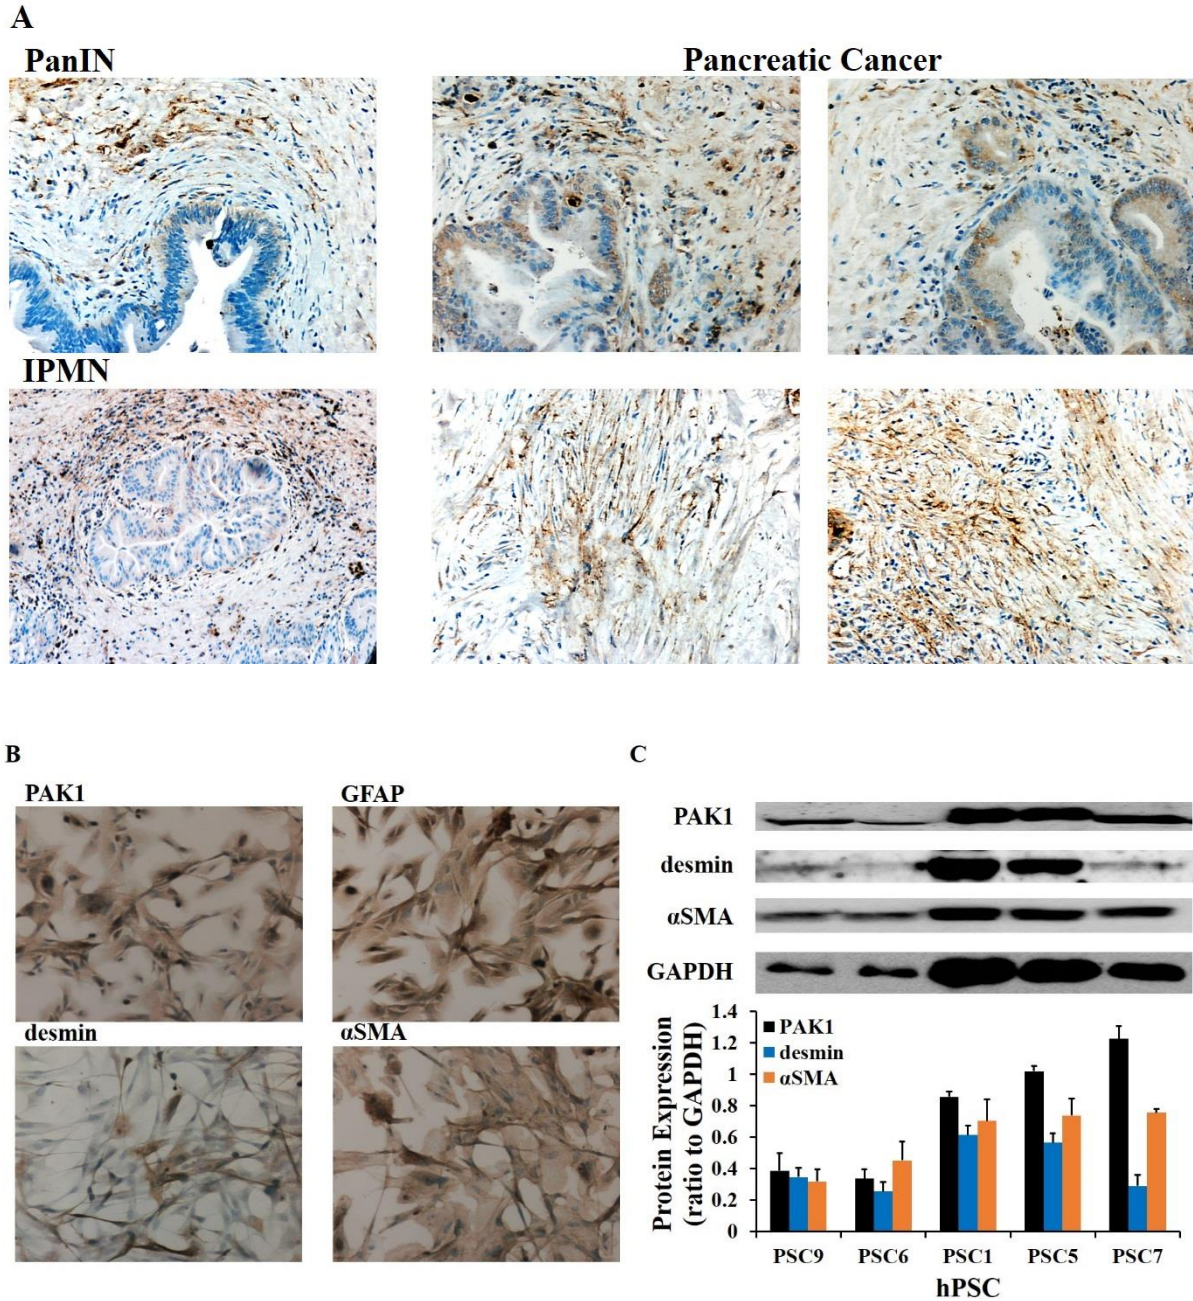 A
PanIN
Pancreatic Cancer
IPMN
B
PAK1
GFAP
desmin
αSMA
C
PAK1
desmin
αSMA
GAPDH
Protein Expression
(ratio to GAPDH)
1.4
1.2
1
0.8
0.6
0.4
0.2
0
PAK1
desmin
αSMA
PSC9 PSC6 PSC1 PSC5 PSC7
hPSC